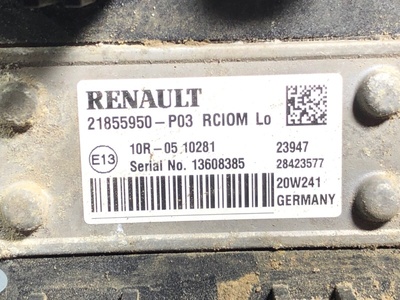 RENAULT
21855950-P03 RCIOM Lo
E13 10R-05 10281 23947
Serial No. 13608385 28423577
20W241
GERMANY